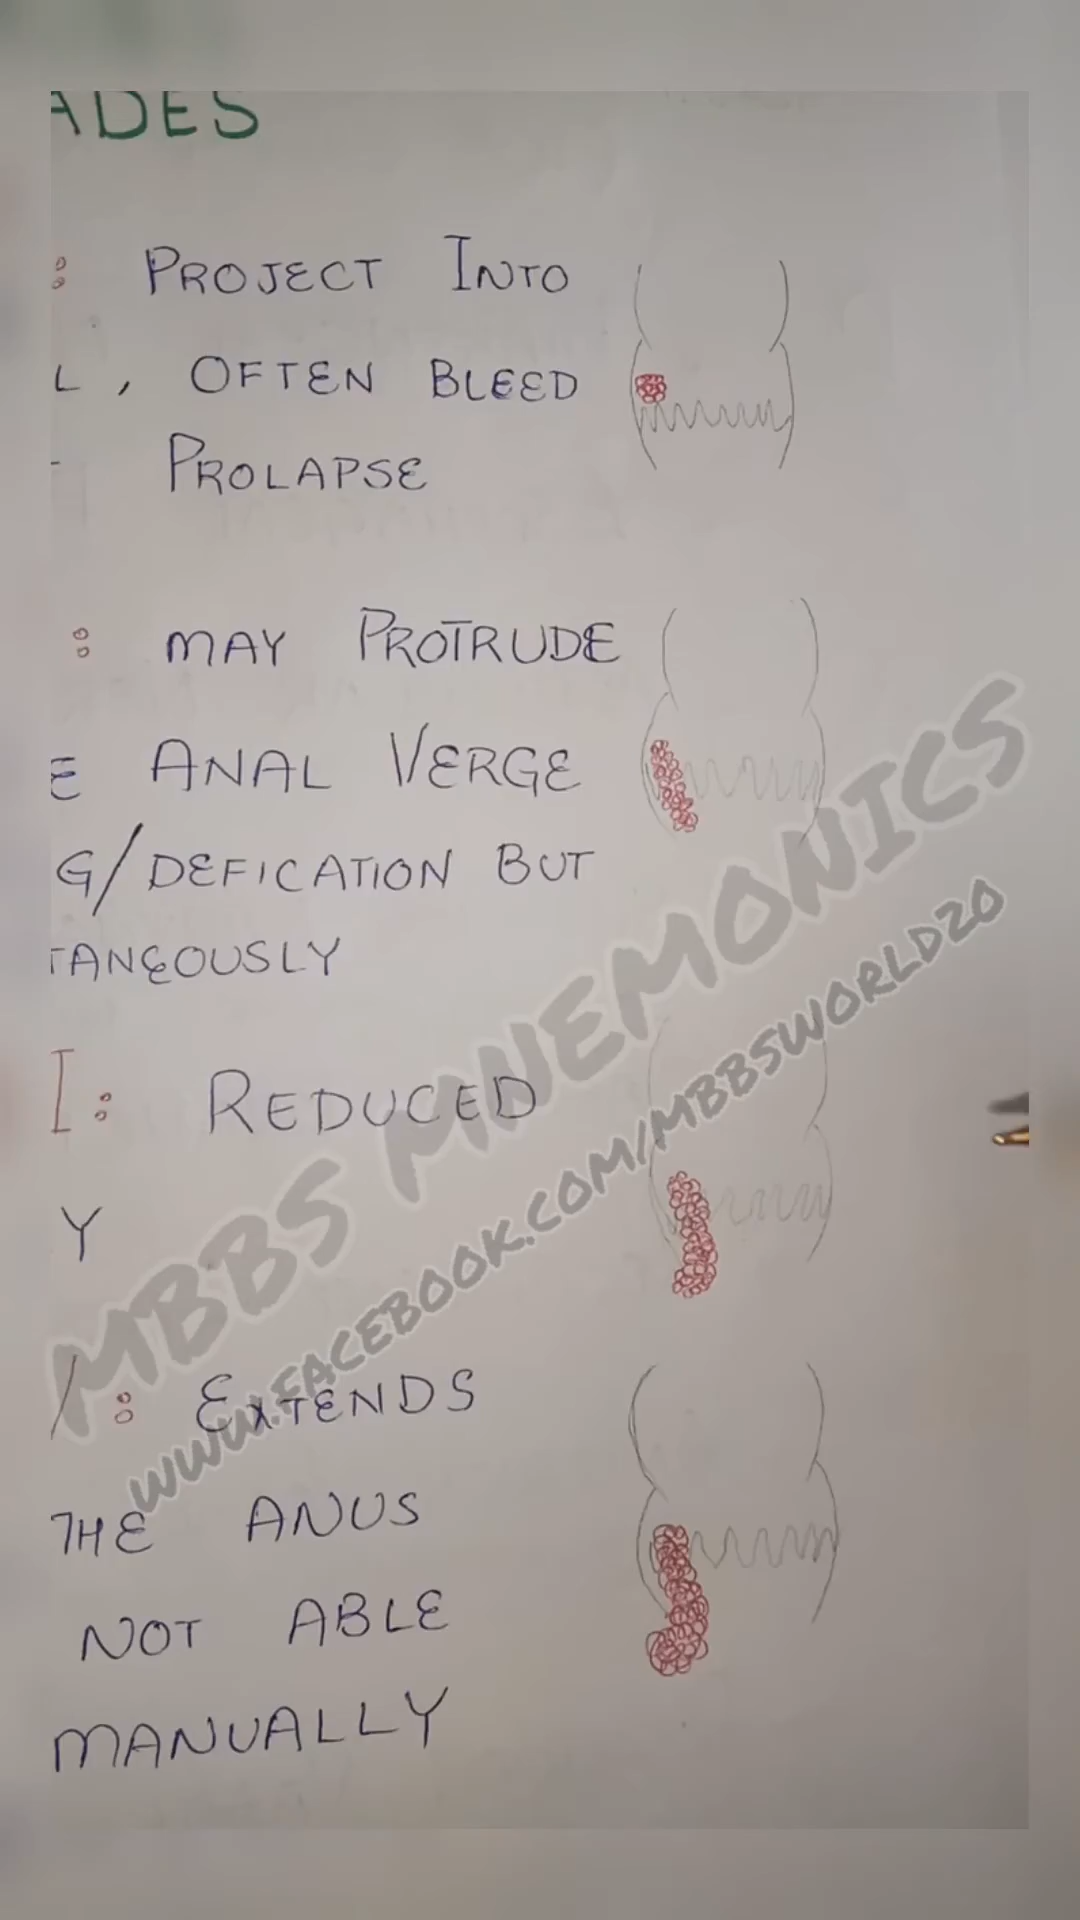 ADES
: PROJECT INTO
L, OFTEN BLEED
PROLAPSE
: MAY PROTRUDE
E ANAL VERGE
G/DEFICATION BUT
TANEOUSLY
I: REDUCED
Y
: EXTENDS
THE ANUS
NOT ABLE
MANUALLY
MBBS MNEMONICS
WWW.FACEBOOK.COM/MBBSWORLD20